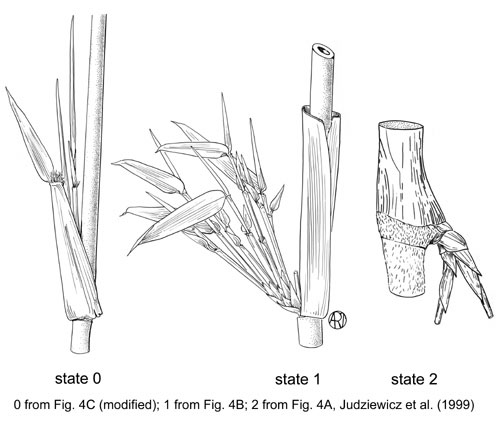 state 0 state 1 state 2
0 from Fig. 4C (modified); 1 from Fig. 4B; 2 from Fig. 4A, Judziewicz et al. (1999)